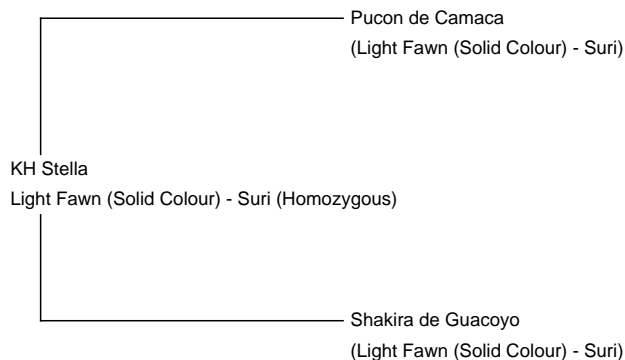 Pucon de Camaca
(Light Fawn (Solid Colour) - Suri)
KH Stella
Light Fawn (Solid Colour) - Suri (Homozygous)
Shakira de Guacoyo
(Light Fawn (Solid Colour) - Suri)